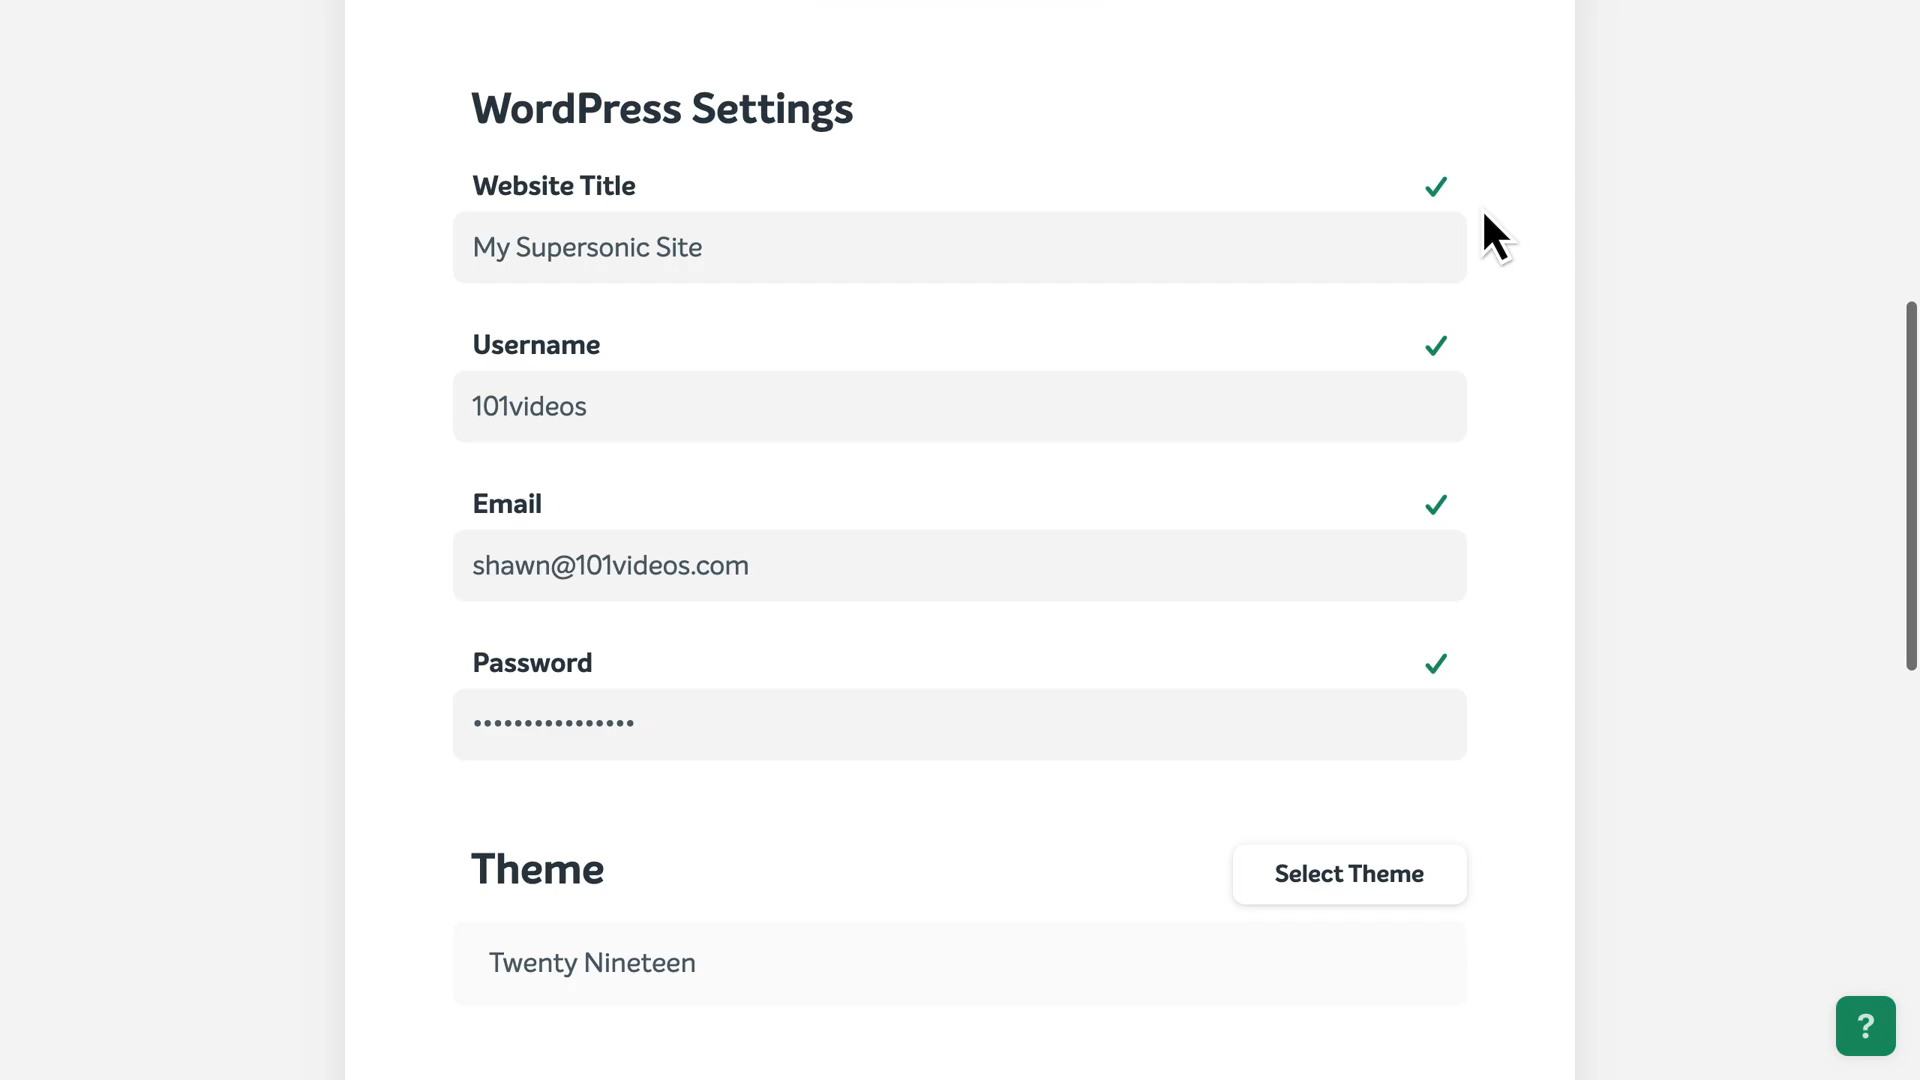 WordPress Settings
Website Title
My Supersonic Site
Username
101videos
Email
shawn@101videos.com
Password
••••••••••••••••
Theme
Select Theme
Twenty Nineteen
?